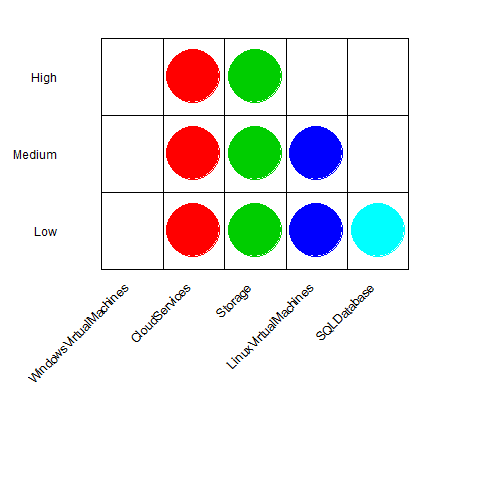 High
Medium
Low
WindowsVirtualMachines
CloudServices
Storage
LinuxVirtualMachines
SQLDatabase